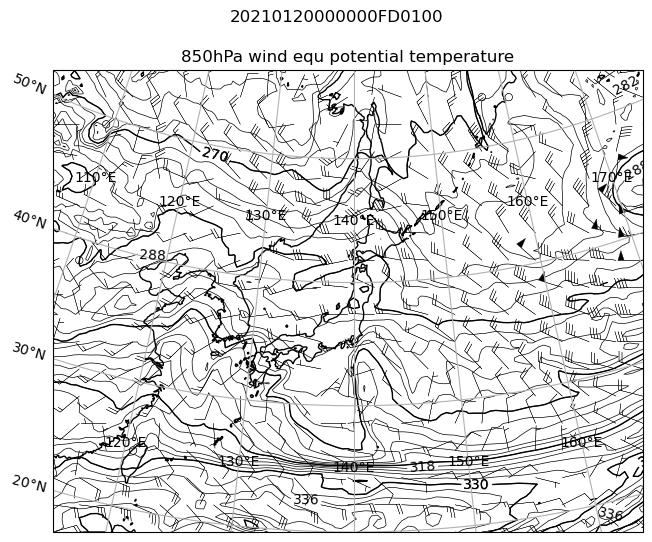 20210120000000FD0100
850hPa wind equ potential temperature
50°N
282
270
110°E
170°E
120°E
130°E
140°E
150°E
160°E
40°N
288
30°N
120°E
130°E
140°E
318
150°E
160°E
20°N
330
336
336